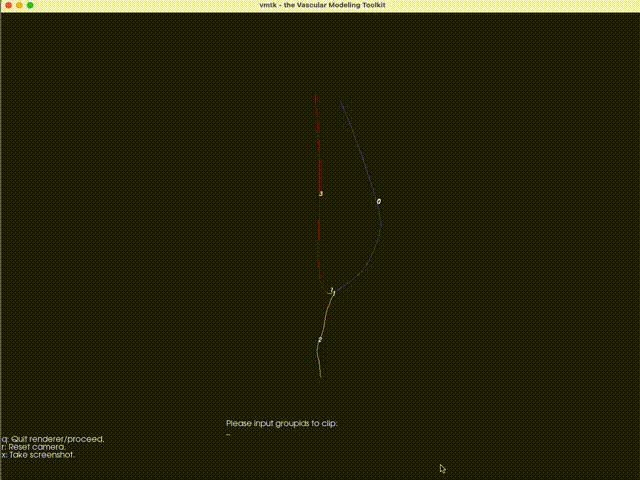 vmtk - the Vascular Modeling Toolkit
3
0
2
Please input groupids to clip:
q: Quit renderer/proceed.
r: Reset camera.
x: Take screenshot.